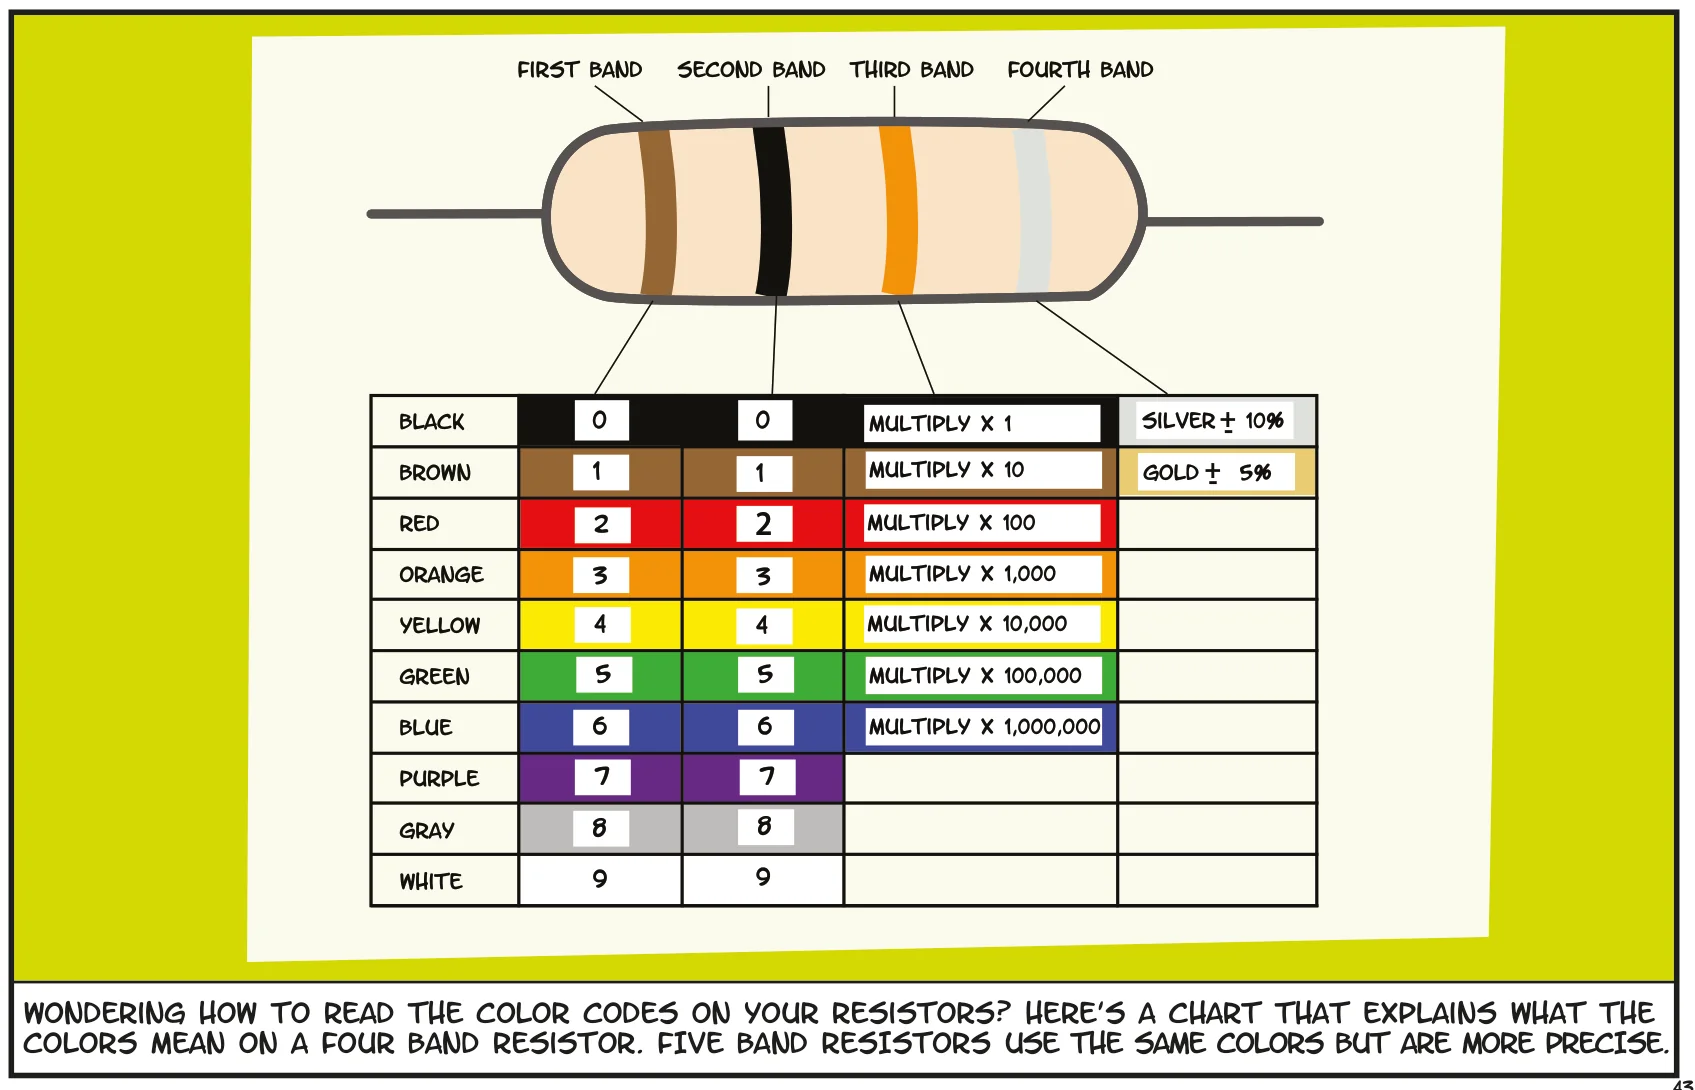 FIRST BAND SECOND BAND THIRD BAND FOURTH BAND
BLACK 0 0 MULTIPLY X 1 SILVER ± 10%
BROWN 1 1 MULTIPLY X 10 GOLD ± 5%
RED 2 2 MULTIPLY X 100
ORANGE 3 3 MULTIPLY X 1,000
YELLOW 4 4 MULTIPLY X 10,000
GREEN 5 5 MULTIPLY X 100,000
BLUE 6 6 MULTIPLY X 1,000,000
PURPLE 7 7
GRAY 8 8
WHITE 9 9
WONDERING HOW TO READ THE COLOR CODES ON YOUR RESISTORS? HERE'S A CHART THAT EXPLAINS WHAT THE
COLORS MEAN ON A FOUR BAND RESISTOR. FIVE BAND RESISTORS USE THE SAME COLORS BUT ARE MORE PRECISE.
43